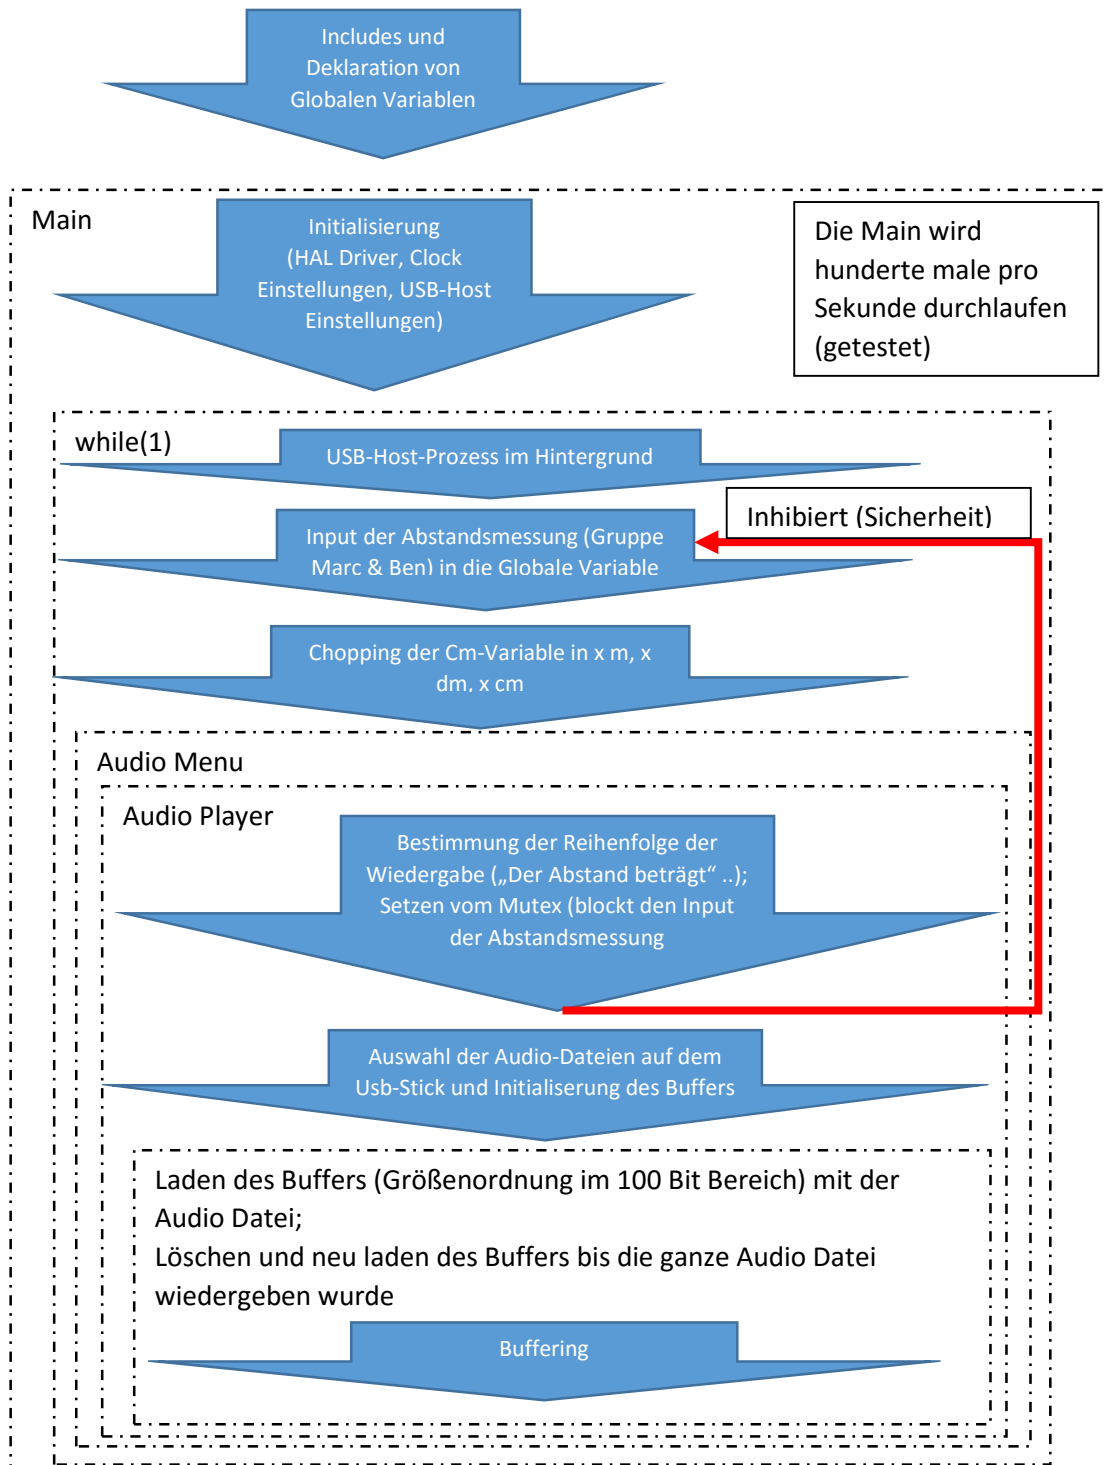 Includes und
Deklaration von
Globalen Variablen
Main
Initialisierung
(HAL Driver, Clock
Einstellungen, USB-Host
Einstellungen)
Die Main wird
hunderte male pro
Sekunde durchlaufen
(getestet)
while(1)
USB-Host-Prozess im Hintergrund
Inhibiert (Sicherheit)
Input der Abstandsmessung (Gruppe
Marc & Ben) in die Globale Variable
Chopping der Cm-Variable in x m, x
dm, x cm
Audio Menu
Audio Player
Bestimmung der Reihenfolge der
Wiedergabe („Der Abstand beträgt“ ..);
Setzen vom Mutex (blockt den Input
der Abstandsmessung
Auswahl der Audio-Dateien auf dem
Usb-Stick und Initialiserung des Buffers
Laden des Buffers (Größenordnung im 100 Bit Bereich) mit der
Audio Datei;
Löschen und neu laden des Buffers bis die ganze Audio Datei
wiedergeben wurde
Buffering